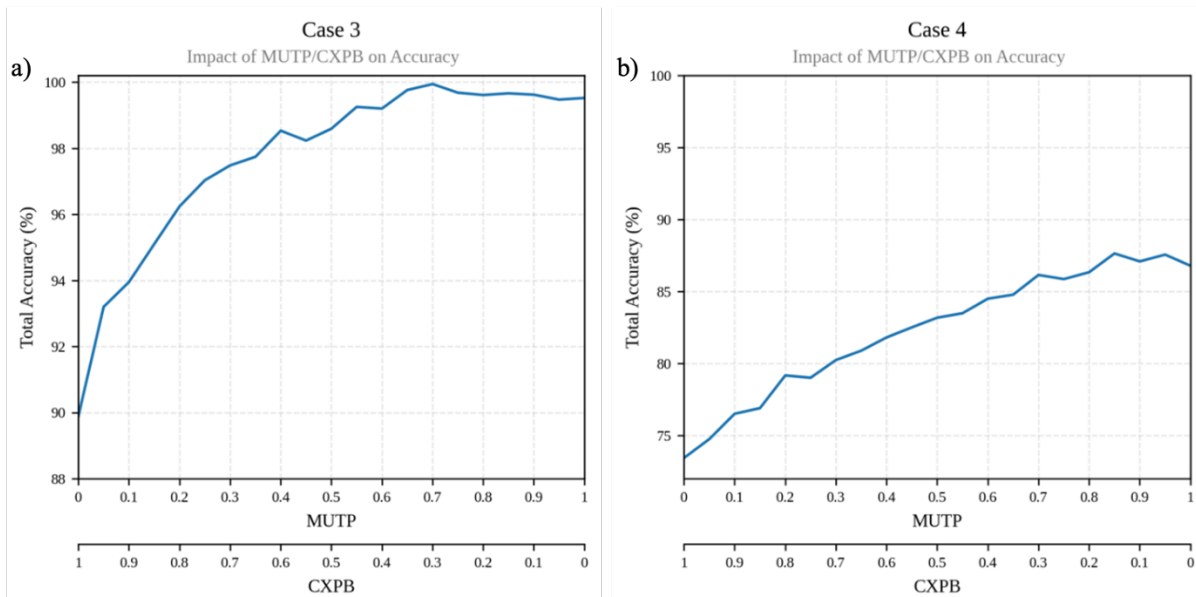 Case 3
Impact of MUTP/CXPB on Accuracy
a)
100
98
96
94
92
90
88
Total Accuracy (%)
0 0.1 0.2 0.3 0.4 0.5 0.6 0.7 0.8 0.9 1
MUTP
1 0.9 0.8 0.7 0.6 0.5 0.4 0.3 0.2 0.1 0
CXPB
Case 4
Impact of MUTP/CXPB on Accuracy
b)
100
95
90
85
80
75
Total Accuracy (%)
0 0.1 0.2 0.3 0.4 0.5 0.6 0.7 0.8 0.9 1
MUTP
1 0.9 0.8 0.7 0.6 0.5 0.4 0.3 0.2 0.1 0
CXPB